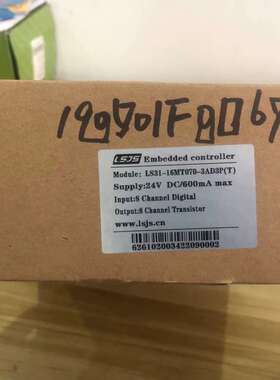 LSJS Embedded controller
Module: LS31-16MT070-3AD3P(T)
Supply:24V DC/600mA max
Input:8 Channel Digital
Output:8 Channel Transistor
www.lsjs.cn
626102003422090002